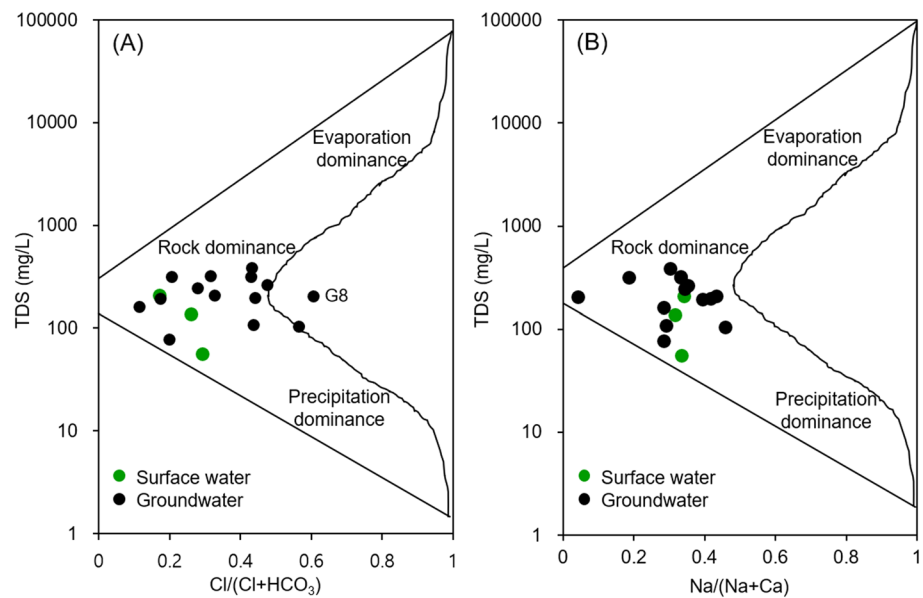 (A)
100000
10000
1000
100
10
1
TDS (mg/L)
Evaporation
dominance
Rock dominance
G8
Precipitation
dominance
Surface water
Groundwater
0
0.2
0.4
0.6
0.8
1
Cl/(Cl+HCO₃)
(B)
100000
10000
1000
100
10
1
TDS (mg/L)
Evaporation
dominance
Rock dominance
Precipitation
dominance
Surface water
Groundwater
0
0.2
0.4
0.6
0.8
1
Na/(Na+Ca)